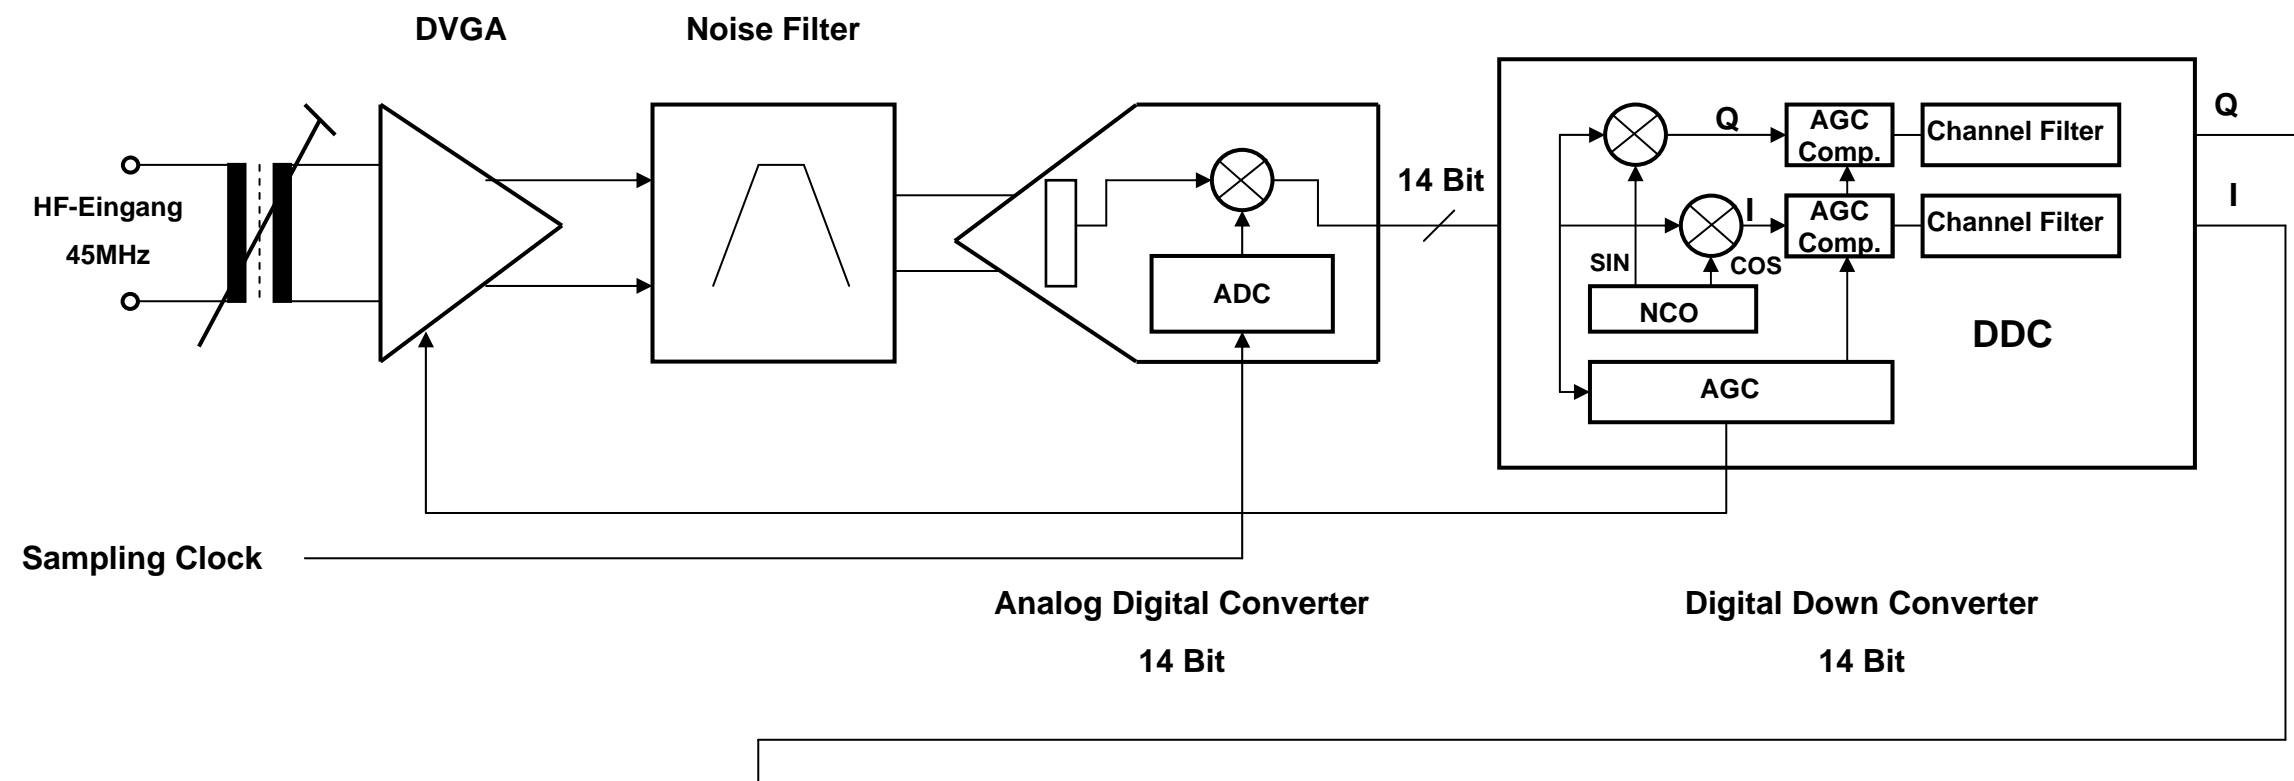 DVGA
Noise Filter
HF-Eingang
45MHz
14 Bit
Q
AGC
Comp.
Channel Filter
Q
I
AGC
Comp.
Channel Filter
I
SIN
COS
ADC
NCO
DDC
AGC
Sampling Clock
Analog Digital Converter
14 Bit
Digital Down Converter
14 Bit